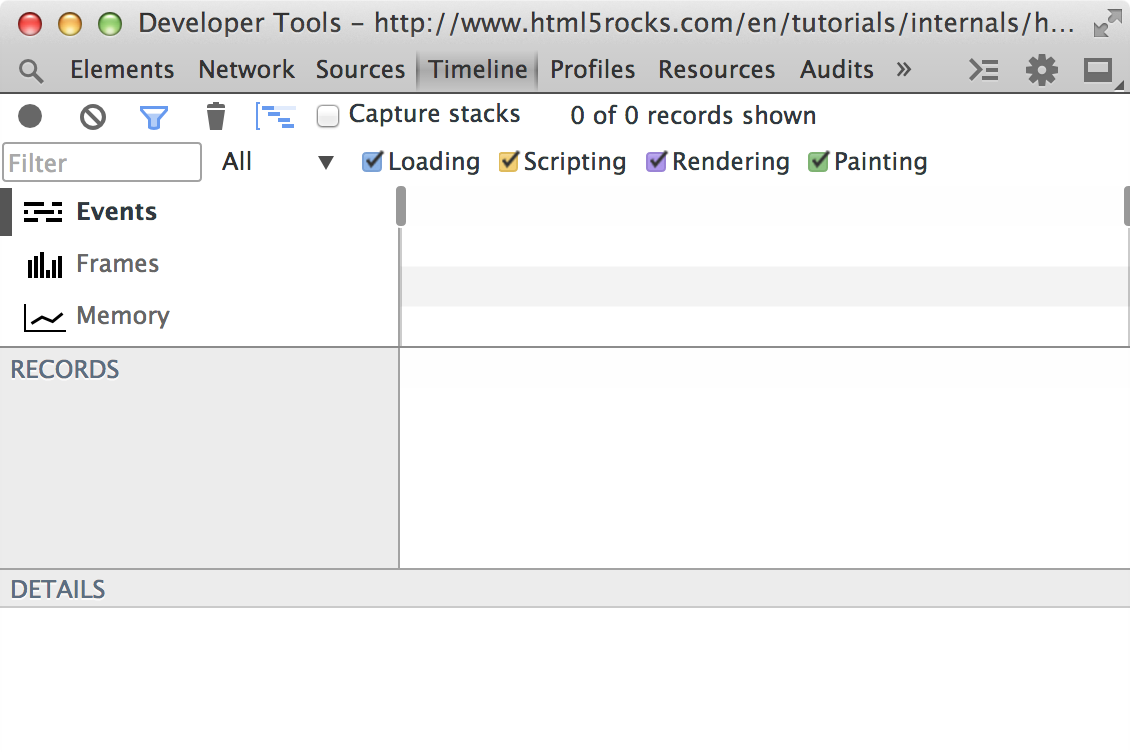 Developer Tools – http://www.html5rocks.com/en/tutorials/internals/h...
Elements Network Sources Timeline Profiles Resources Audits »
Capture stacks 0 of 0 records shown
Filter All Loading Scripting Rendering Painting
Events
Frames
Memory
RECORDS
DETAILS